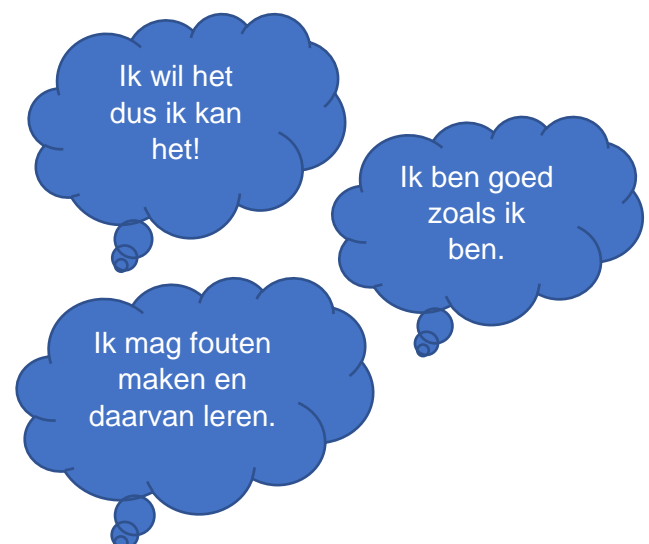 Ik wil het
dus ik kan
het!
Ik ben goed
zoals ik
ben.
Ik mag fouten
maken en
daarvan leren.